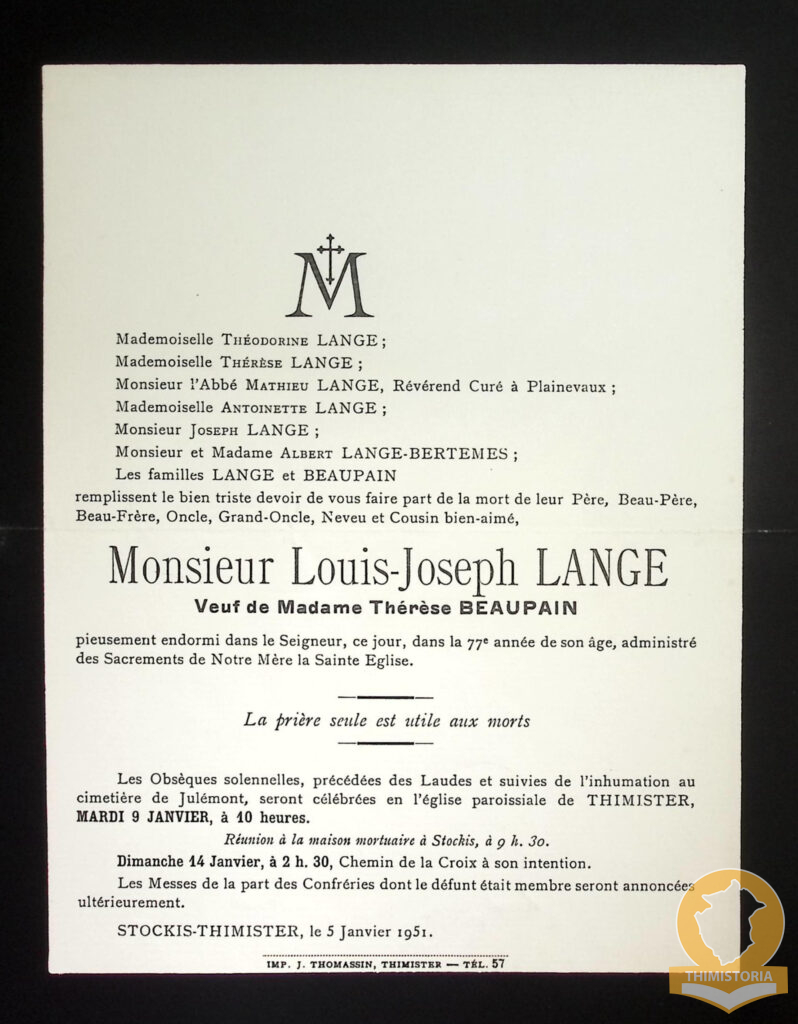 M
Mademoiselle THÉODORINE LANGE ;
Mademoiselle THÉRÈSE LANGE ;
Monsieur l'Abbé MATHIEU LANGE, Révérend Curé à Plainevaux ;
Mademoiselle ANTOINETTE LANGE ;
Monsieur JOSEPH LANGE ;
Monsieur et Madame ALBERT LANGE-BERTEMES ;
Les familles LANGE et BEAUPAIN
remplissent le bien triste devoir de vous faire part de la mort de leur Père, Beau-Père,
Beau-Frère, Oncle, Grand-Oncle, Neveu et Cousin bien-aimé,
Monsieur Louis-Joseph LANGE
Veuf de Madame Thérèse BEAUPAIN
pieusement endormi dans le Seigneur, ce jour, dans la 77e année de son âge, administré
des Sacrements de Notre Mère la Sainte Eglise.
La prière seule est utile aux morts
Les Obsèques solennelles, précédées des Laudes et suivies de l'inhumation au
cimetière de Julémont, seront célébrées en l'église paroissiale de THIMISTER,
MARDI 9 JANVIER, à 10 heures.
Réunion à la maison mortuaire à Stockis, à 9 h. 30.
Dimanche 14 Janvier, à 2 h. 30, Chemin de la Croix à son intention.
Les Messes de la part des Confréries dont le défunt était membre seront annoncées
ultérieurement.
STOCKIS-THIMISTER, le 5 Janvier 1951.
IMP. J. THOMASSIN, THIMISTER — TÉL. 57
THIMISTORIA